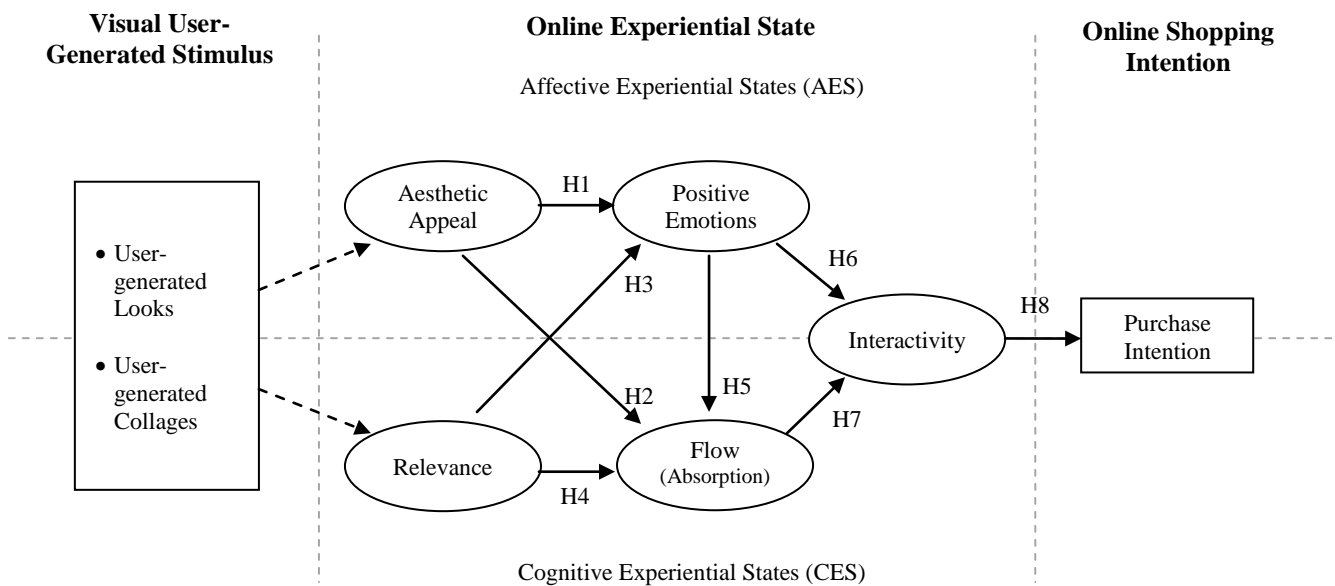 Visual User-
Generated Stimulus
Online Experiential State
Online Shopping
Intention
Affective Experiential States (AES)
• User-
generated
Looks
• User-
generated
Collages
Aesthetic
Appeal
H1
Positive
Emotions
H3
H6
H8
Interactivity
Purchase
Intention
H2
H5
H7
Relevance
H4
Flow
(Absorption)
Cognitive Experiential States (CES)